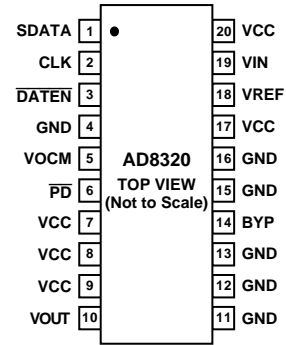 SDATA 1 20 VCC
CLK 2 19 VIN
DATEN 3 18 VREF
GND 4 17 VCC
VOCM 5 AD8320 16 GND
PD 6 TOP VIEW 15 GND
(Not to Scale)
VCC 7 14 BYP
VCC 8 13 GND
VCC 9 12 GND
VOUT 10 11 GND